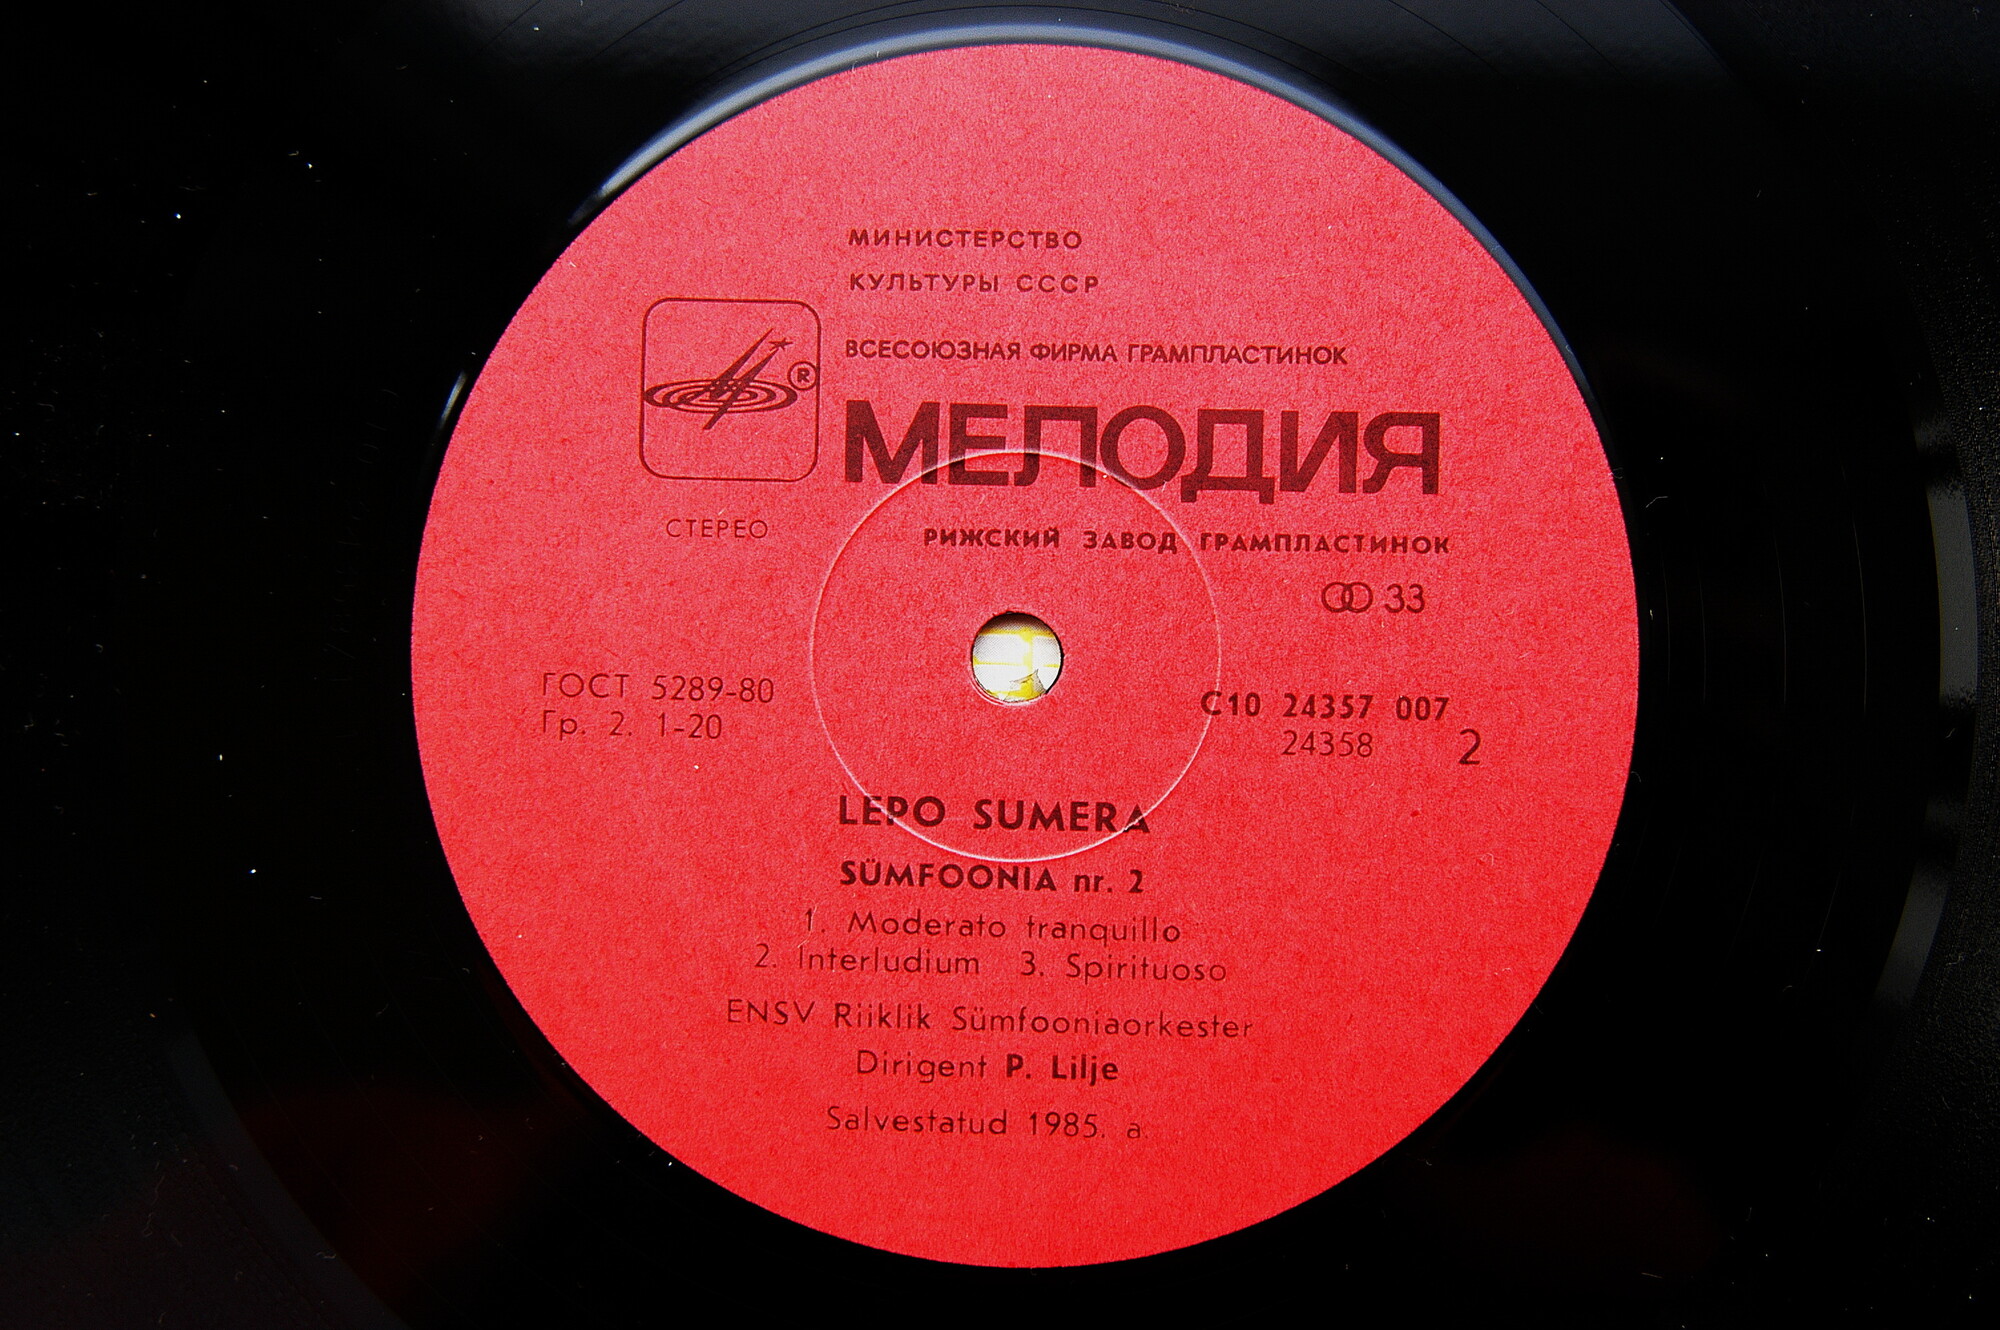 МИНИСТЕРСТВО
КУЛЬТУРЫ СССР
ВСЕСОЮЗНАЯ ФИРМА ГРАМПЛАСТИНОК
®
МЕЛОДИЯ
СТЕРЕО
РИЖСКИЙ ЗАВОД ГРАМПЛАСТИНОК
33
ГОСТ 5289-80
Гр. 2. 1-20
С10 24357 007
24358
2
LEPO SUMERA
SÜMFOONIA nr. 2
1. Moderato tranquillo
2. Interludium 3. Spirituoso
ENSV Riiklik Sümfooniaorkester
Dirigent P. Lilje
Salvestatud 1985. a.